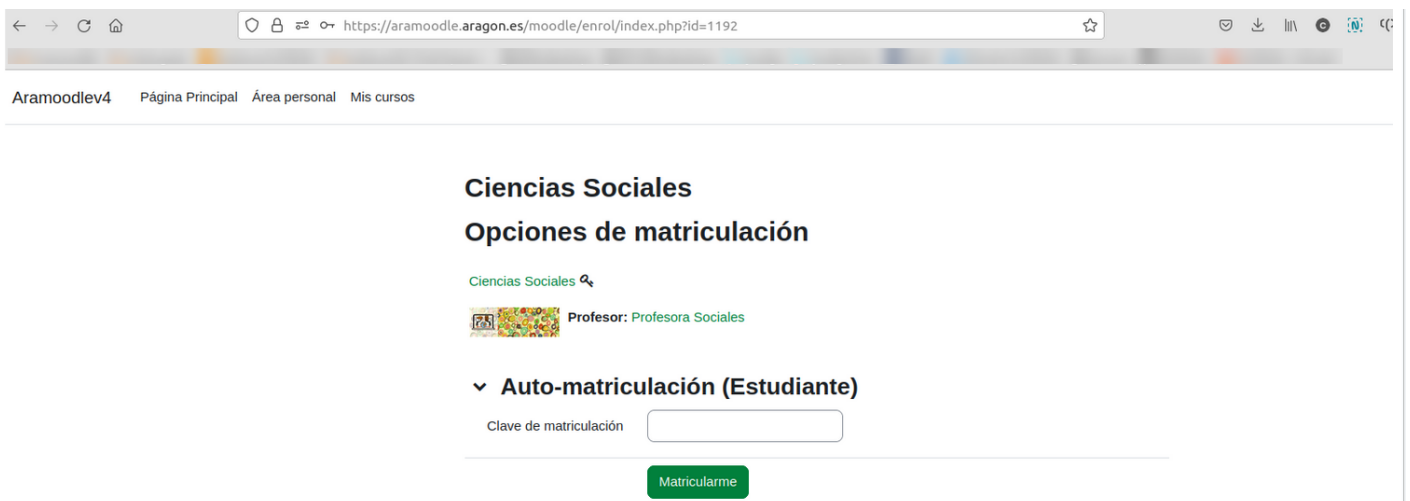 https://aramoodle.aragon.es/moodle/enrol/index.php?id=1192
Aramoodlev4 Página Principal Área personal Mis cursos
Ciencias Sociales
Opciones de matriculación
Ciencias Sociales
Profesor: Profesora Sociales
Auto-matriculación (Estudiante)
Clave de matriculación
Matricularme